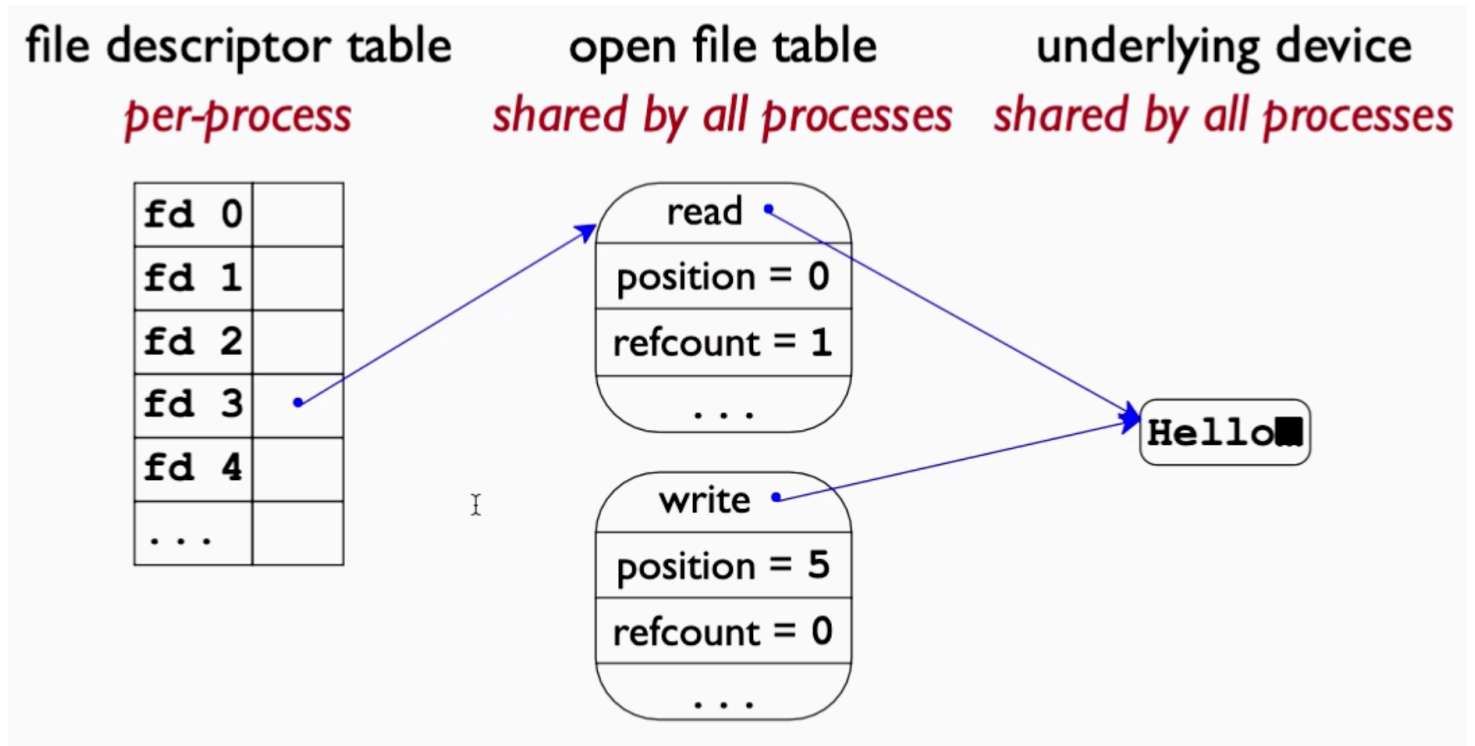 file descriptor table
per-process
fd 0
fd 1
fd 2
fd 3
fd 4
...
open file table
shared by all processes
read
position = 0
refcount = 1
...
write
position = 5
refcount = 0
...
underlying device
shared by all processes
Hello